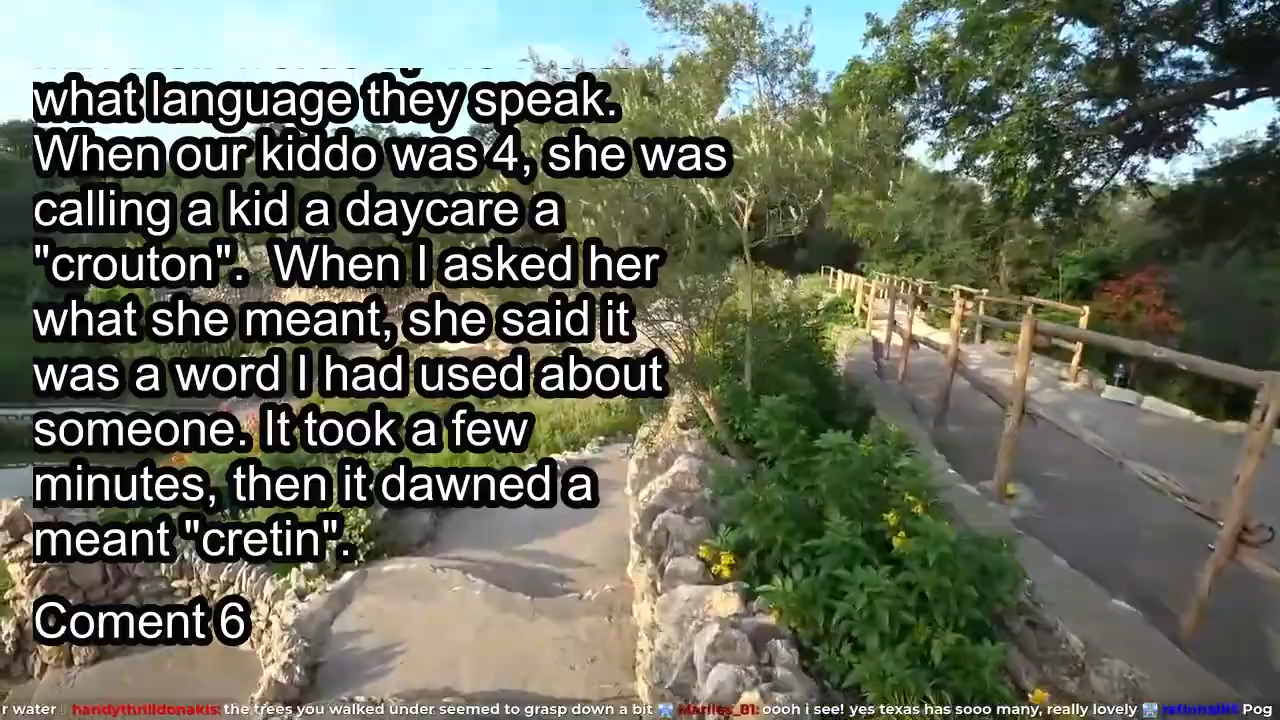 what language they speak.
When our kiddo was 4, she was
calling a kid a daycare a
"crouton".  When I asked her
what she meant, she said it
was a word I had used about
someone. It took a few
minutes, then it dawned a
meant "cretin".
Coment 6
r water handythrilldonakis: the trees you walked under seemed to grasp down a bit Marlies_81: oooh i see! yes texas has sooo many, really lovely Pog